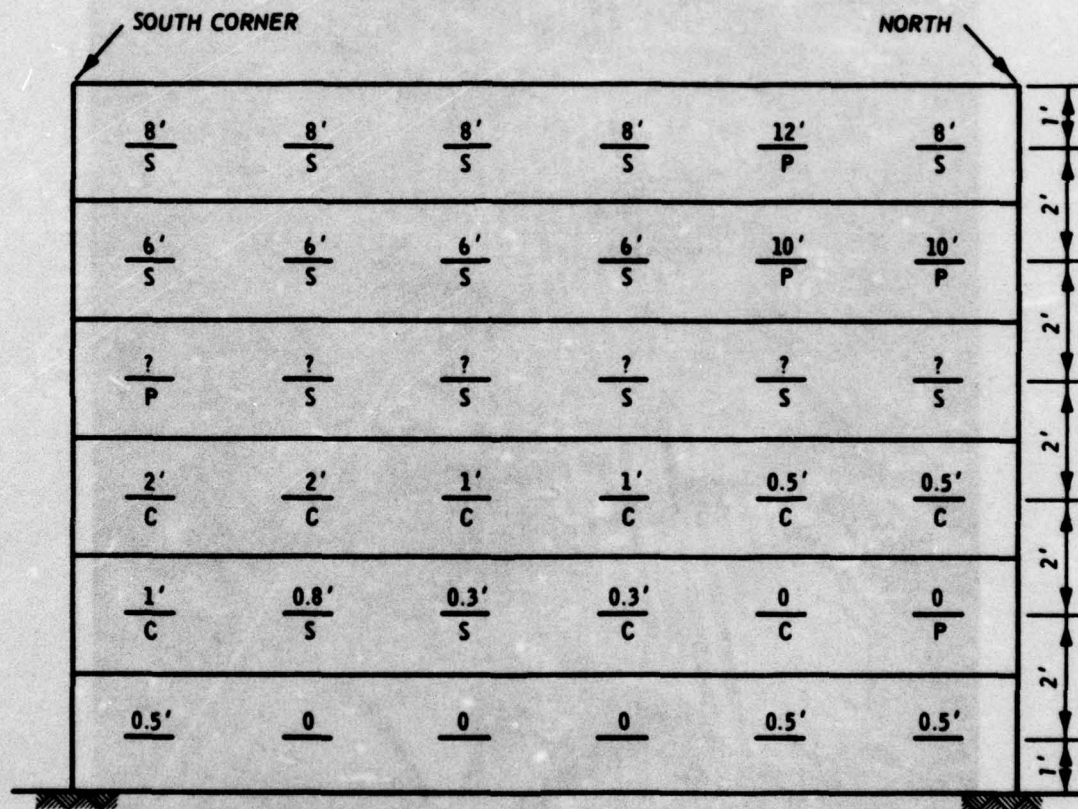 SOUTH CORNER NORTH
8' 8' 8' 8' 12' 8' 1'
S S S S P S
2'
6' 6' 6' 6' 10' 10'
S S S S P P
2'
? ? ? ? ? ?
P S S S S S
2'
2' 2' 1' 1' 0.5' 0.5'
C C C C C C
2'
1' 0.8' 0.3' 0.3' 0 0
C S S C C P
2'
0.5' 0 0 0 0.5' 0.5'
1'